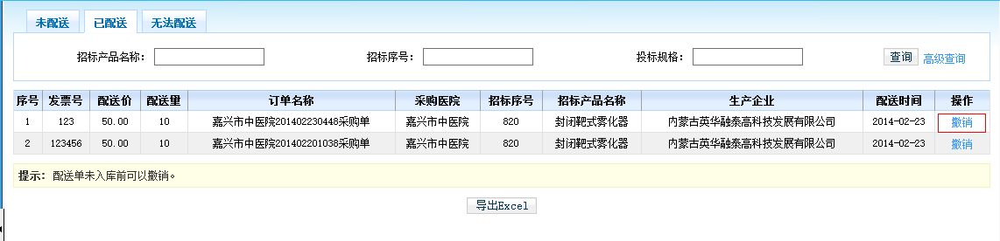 未配送 已配送 无法配送
招标产品名称： 招标序号： 投标规格： 查询 高级查询
序号 发票号 配送价 配送量 订单名称 采购医院 招标序号 招标产品名称 生产企业 配送时间 操作
1 123 50.00 10 嘉兴市中医院201402230448采购单 嘉兴市中医院 820 封闭靶式雾化器 内蒙古英华融泰高科技发展有限公司 2014-02-23 撤销
2 123456 50.00 10 嘉兴市中医院201402201038采购单 嘉兴市中医院 820 封闭靶式雾化器 内蒙古英华融泰高科技发展有限公司 2014-02-23 撤销
提示：配送单未入库前可以撤销。
导出Excel